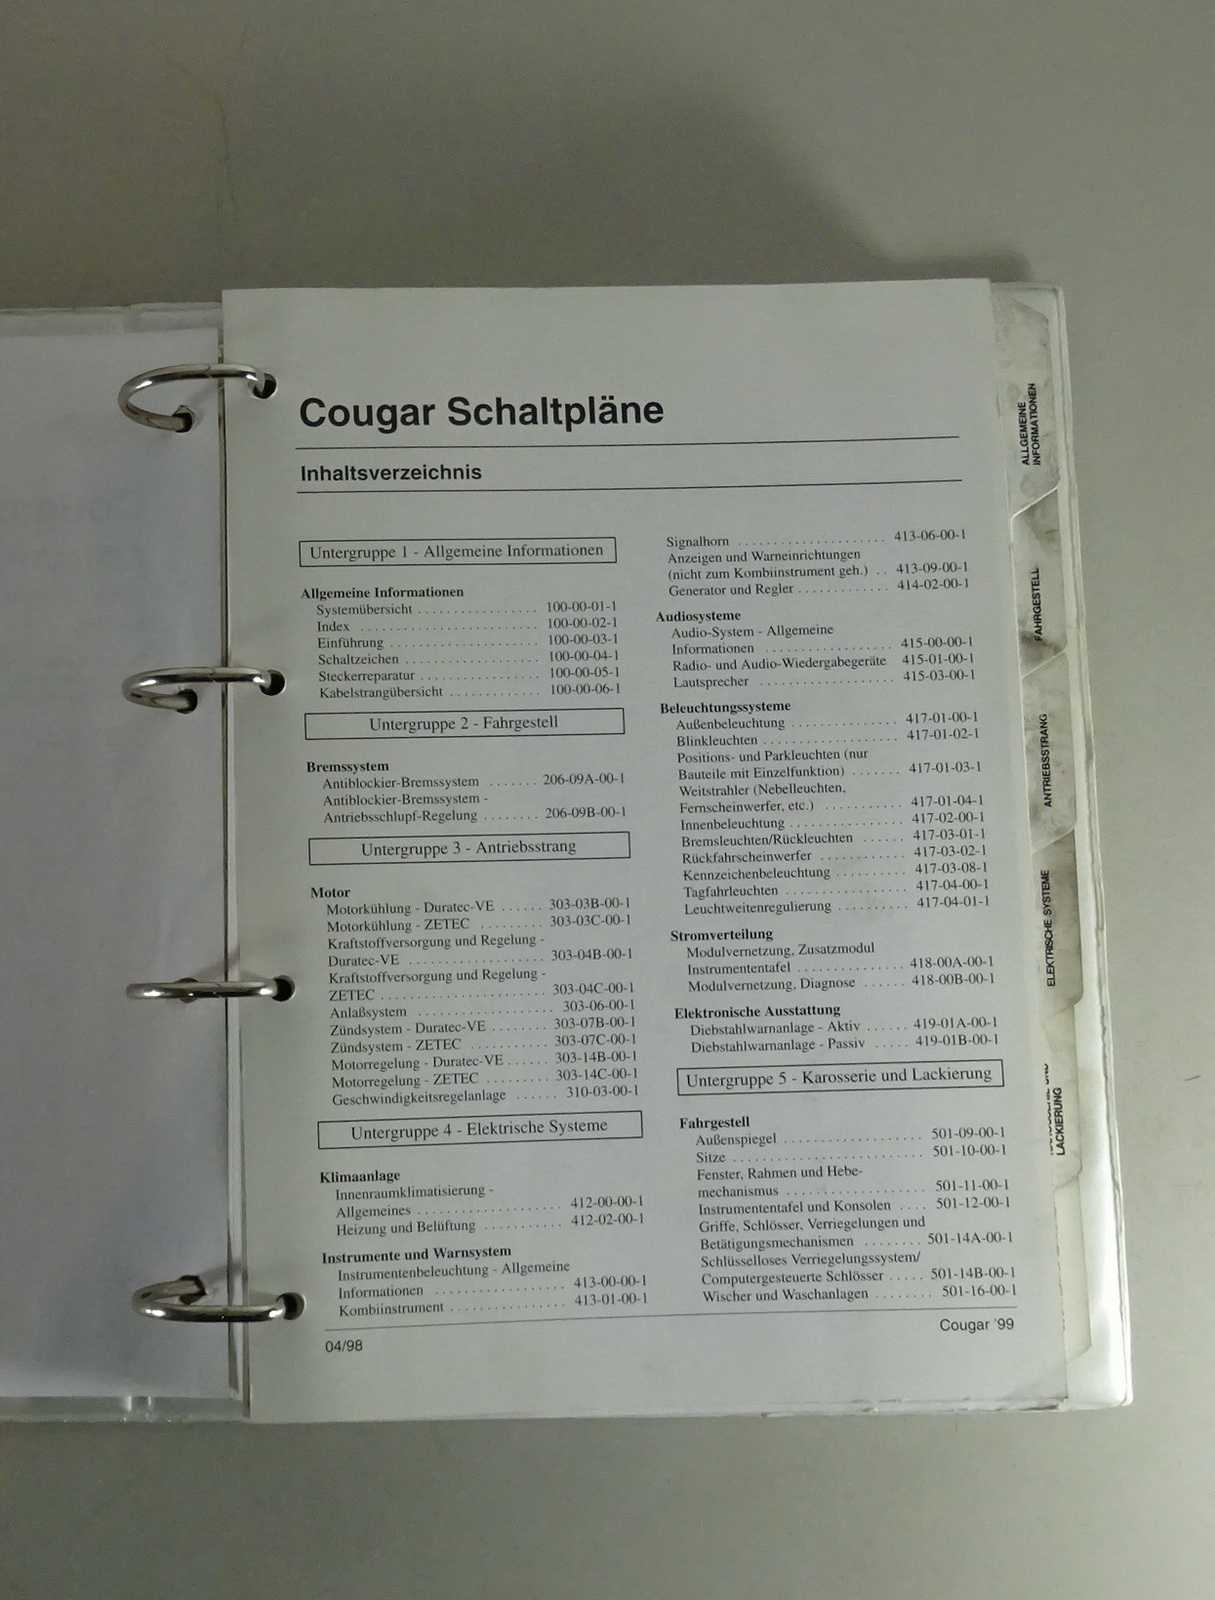 Cougar Schaltpläne
Inhaltsverzeichnis
Untergruppe 1 - Allgemeine Informationen
Allgemeine Informationen
Systemübersicht . . . . . . . . . . . . . . . . . 100-00-01-1
Index . . . . . . . . . . . . . . . . . . . . . . . . . 100-00-02-1
Einführung . . . . . . . . . . . . . . . . . . . . . 100-00-03-1
Schaltzeichen . . . . . . . . . . . . . . . . . . . 100-00-04-1
Steckerreparatur . . . . . . . . . . . . . . . . . 100-00-05-1
Kabelstrangübersicht . . . . . . . . . . . . . 100-00-06-1
Untergruppe 2 - Fahrgestell
Bremssystem
Antiblockier-Bremssystem . . . . . . . 206-09A-00-1
Antiblockier-Bremssystem -
Antriebsschlupf-Regelung . . . . . . . . 206-09B-00-1
Untergruppe 3 - Antriebsstrang
Motor
Motorkühlung - Duratec-VE . . . . . . 303-03B-00-1
Motorkühlung - ZETEC . . . . . . . . . 303-03C-00-1
Kraftstoffversorgung und Regelung -
Duratec-VE . . . . . . . . . . . . . . . . . . . . 303-04B-00-1
Kraftstoffversorgung und Regelung -
ZETEC . . . . . . . . . . . . . . . . . . . . . . . . 303-04C-00-1
Anlaßsystem . . . . . . . . . . . . . . . . . . . 303-06-00-1
Zündsystem - Duratec-VE . . . . . . . . 303-07B-00-1
Zündsystem - ZETEC . . . . . . . . . . . 303-07C-00-1
Motorregelung - Duratec-VE . . . . . . 303-14B-00-1
Motorregelung - ZETEC . . . . . . . . . 303-14C-00-1
Geschwindigkeitsregelanlage . . . . . . 310-03-00-1
Untergruppe 4 - Elektrische Systeme
Klimaanlage
Innenraumklimatisierung -
Allgemeines . . . . . . . . . . . . . . . . . . . . 412-00-00-1
Heizung und Belüftung . . . . . . . . . . . 412-02-00-1
Instrumente und Warnsystem
Instrumentenbeleuchtung - Allgemeine
Informationen . . . . . . . . . . . . . . . . . . 413-00-00-1
Kombiinstrument . . . . . . . . . . . . . . . . 413-01-00-1
Signalhorn . . . . . . . . . . . . . . . . . . . . . 413-06-00-1
Anzeigen und Warneinrichtungen
(nicht zum Kombiinstrument geh.) . . 413-09-00-1
Generator und Regler . . . . . . . . . . . . . 414-02-00-1
Audiosysteme
Audio-System - Allgemeine
Informationen . . . . . . . . . . . . . . . . . . 415-00-00-1
Radio- und Audio-Wiedergabegeräte 415-01-00-1
Lautsprecher . . . . . . . . . . . . . . . . . . . 415-03-00-1
Beleuchtungssysteme
Außenbeleuchtung . . . . . . . . . . . . . . . 417-01-00-1
Blinkleuchten . . . . . . . . . . . . . . . . . . . 417-01-02-1
Positions- und Parkleuchten (nur
Bauteile mit Einzelfunktion) . . . . . . . 417-01-03-1
Weitstrahler (Nebelleuchten,
Fernscheinwerfer, etc.) . . . . . . . . . . . 417-01-04-1
Innenbeleuchtung . . . . . . . . . . . . . . . . 417-02-00-1
Bremsleuchten/Rückleuchten . . . . . . 417-03-01-1
Rückfahrscheinwerfer . . . . . . . . . . . . 417-03-02-1
Kennzeichenbeleuchtung . . . . . . . . . . 417-03-08-1
Tagfahrleuchten . . . . . . . . . . . . . . . . . 417-04-00-1
Leuchtweitenregulierung . . . . . . . . . . 417-04-01-1
Stromverteilung
Modulvernetzung, Zusatzmodul
Instrumententafel . . . . . . . . . . . . . . . 418-00A-00-1
Modulvernetzung, Diagnose . . . . . . 418-00B-00-1
Elektronische Ausstattung
Diebstahlwarnanlage - Aktiv . . . . . . 419-01A-00-1
Diebstahlwarnanlage - Passiv . . . . . 419-01B-00-1
Untergruppe 5 - Karosserie und Lackierung
Fahrgestell
Außenspiegel . . . . . . . . . . . . . . . . . . . 501-09-00-1
Sitze . . . . . . . . . . . . . . . . . . . . . . . . . . 501-10-00-1
Fenster, Rahmen und Hebe-
mechanismus . . . . . . . . . . . . . . . . . . . 501-11-00-1
Instrumententafel und Konsolen . . . . 501-12-00-1
Griffe, Schlösser, Verriegelungen und
Betätigungsmechanismen . . . . . . . . 501-14A-00-1
Schlüsselloses Verriegelungssystem/
Computergesteuerte Schlösser . . . . . 501-14B-00-1
Wischer und Waschanlagen . . . . . . . . 501-16-00-1
04/98
Cougar '99
ALLGEMEINE
INFORMATIONEN
FAHRGESTELL
ANTRIEBSSTRANG
ELEKTRISCHE SYSTEME
LACKIERUNG